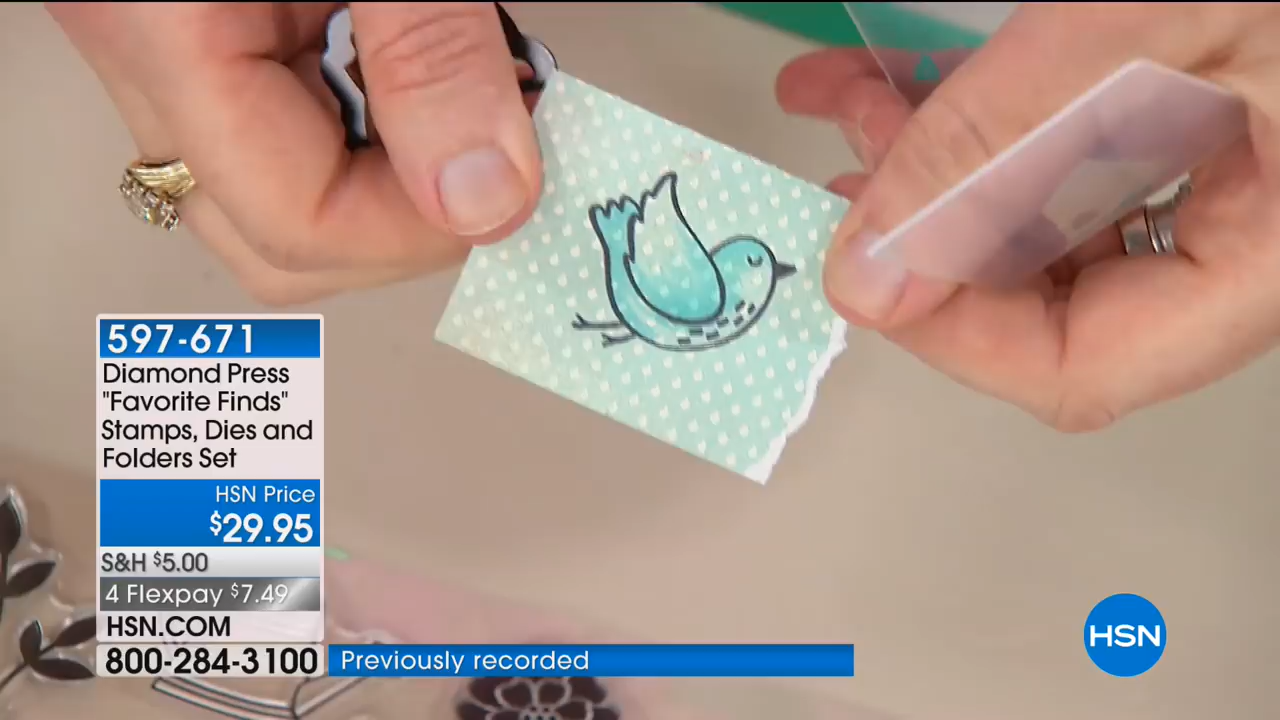 597-671
Diamond Press
"Favorite Finds"
Stamps, Dies and
Folders Set
HSN Price
$29.95
S&H $5.00
4 Flexpay $7.49
HSN.COM
800-284-3100
Previously recorded
HSN